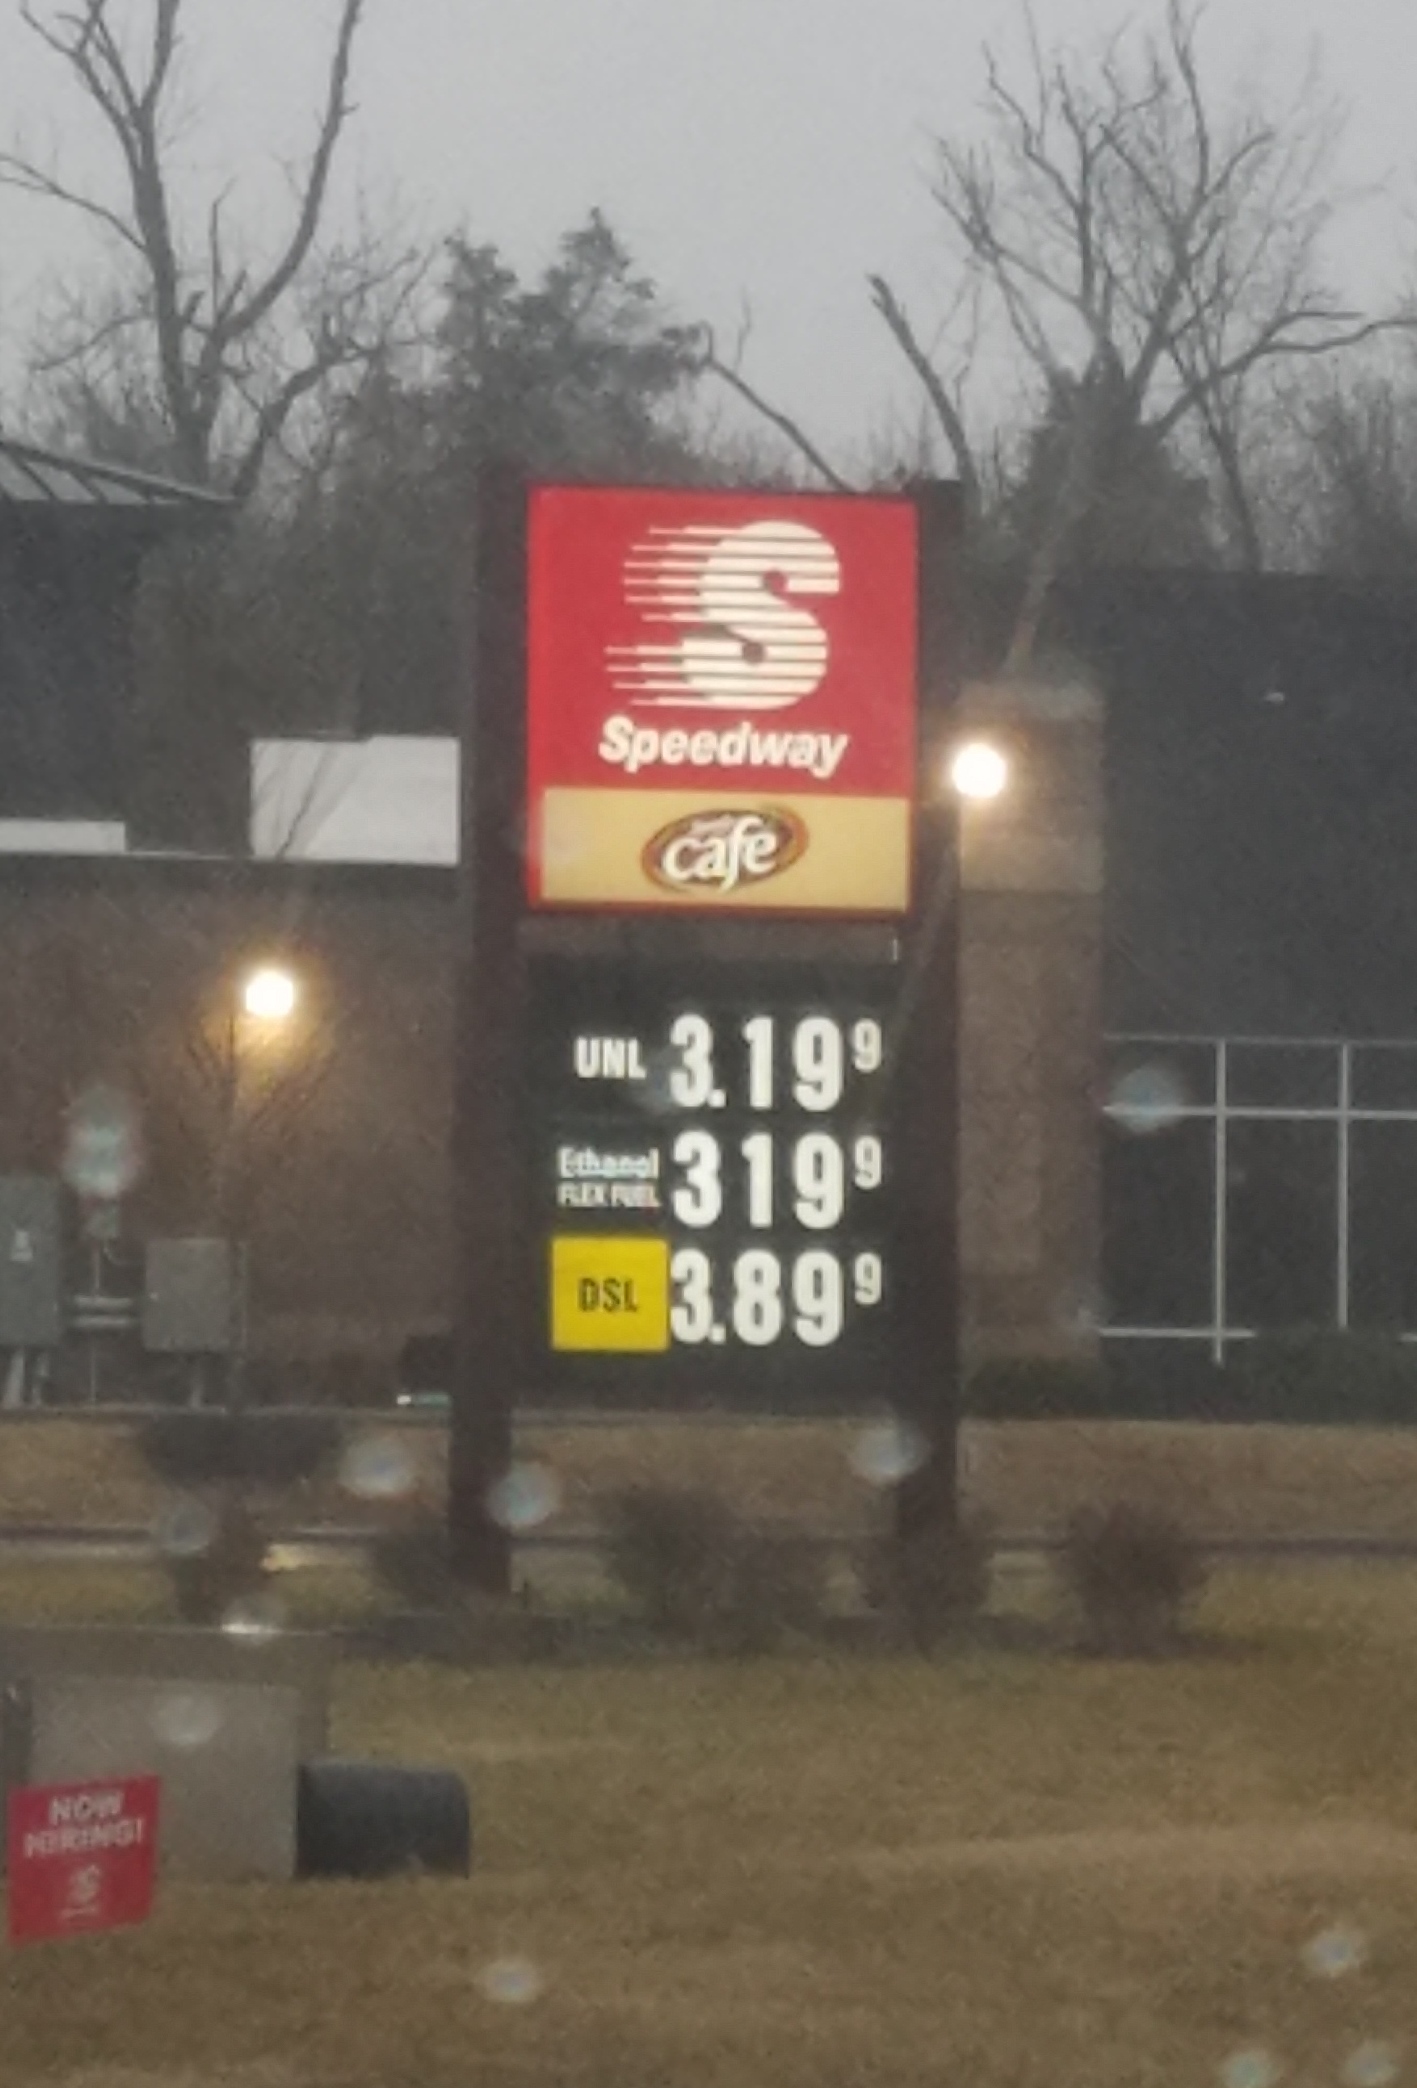 S
Speedway
cafe
UNL 3.19 9
Ethanol
FLEX FUEL 319 9
DSL 3.89 9
NOW
HIRING!
S